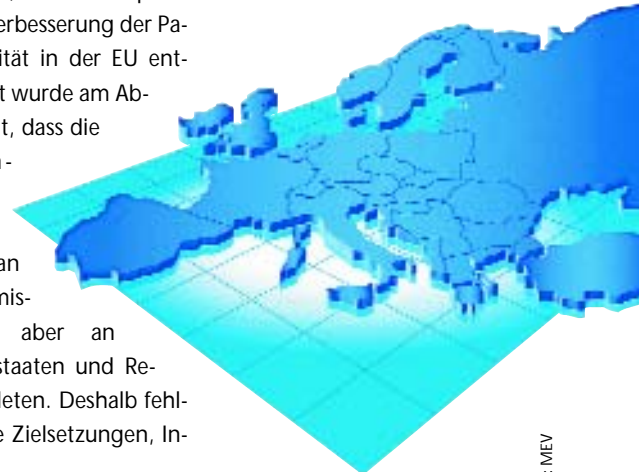 erbesserung der Pa-
ität in der EU ent-
t wurde am Ab-
t, dass die
an
mis-
aber an
staaten und Re-
leten. Deshalb fehl-
e Zielsetzungen, In-
MEV